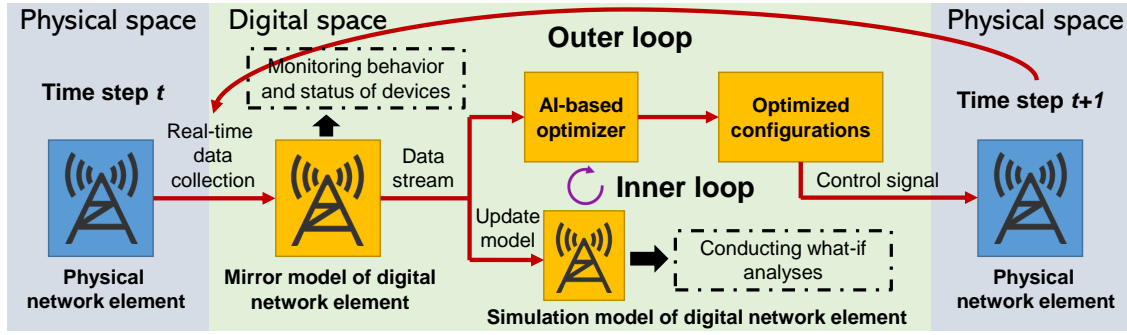 Physical space
Digital space
Physical space
Outer loop
Monitoring behavior
and status of devices
Time step t
AI-based
optimizer
Optimized
configurations
Time step t+1
Real-time
data
collection
Data
stream
Inner loop
Control signal
Update
model
Conducting what-if
analyses
Physical
network element
Mirror model of digital
network element
Simulation model of digital network element
Physical
network element